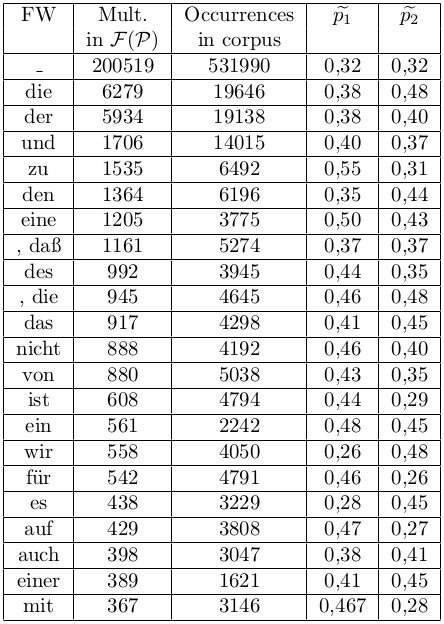 FW Mult. Occurrences p̃₁ p̃₂
in 𝓕(𝓟) in corpus
_ 200519 531990 0,32 0,32
die 6279 19646 0,38 0,48
der 5934 19138 0,38 0,40
und 1706 14015 0,40 0,37
zu 1535 6492 0,55 0,31
den 1364 6196 0,35 0,44
eine 1205 3775 0,50 0,43
, daß 1161 5274 0,37 0,37
des 992 3945 0,44 0,35
, die 945 4645 0,46 0,48
das 917 4298 0,41 0,45
nicht 888 4192 0,46 0,40
von 880 5038 0,43 0,35
ist 608 4794 0,44 0,29
ein 561 2242 0,48 0,45
wir 558 4050 0,26 0,48
für 542 4791 0,46 0,26
es 438 3229 0,28 0,45
auf 429 3808 0,47 0,27
auch 398 3047 0,38 0,41
einer 389 1621 0,41 0,45
mit 367 3146 0,467 0,28